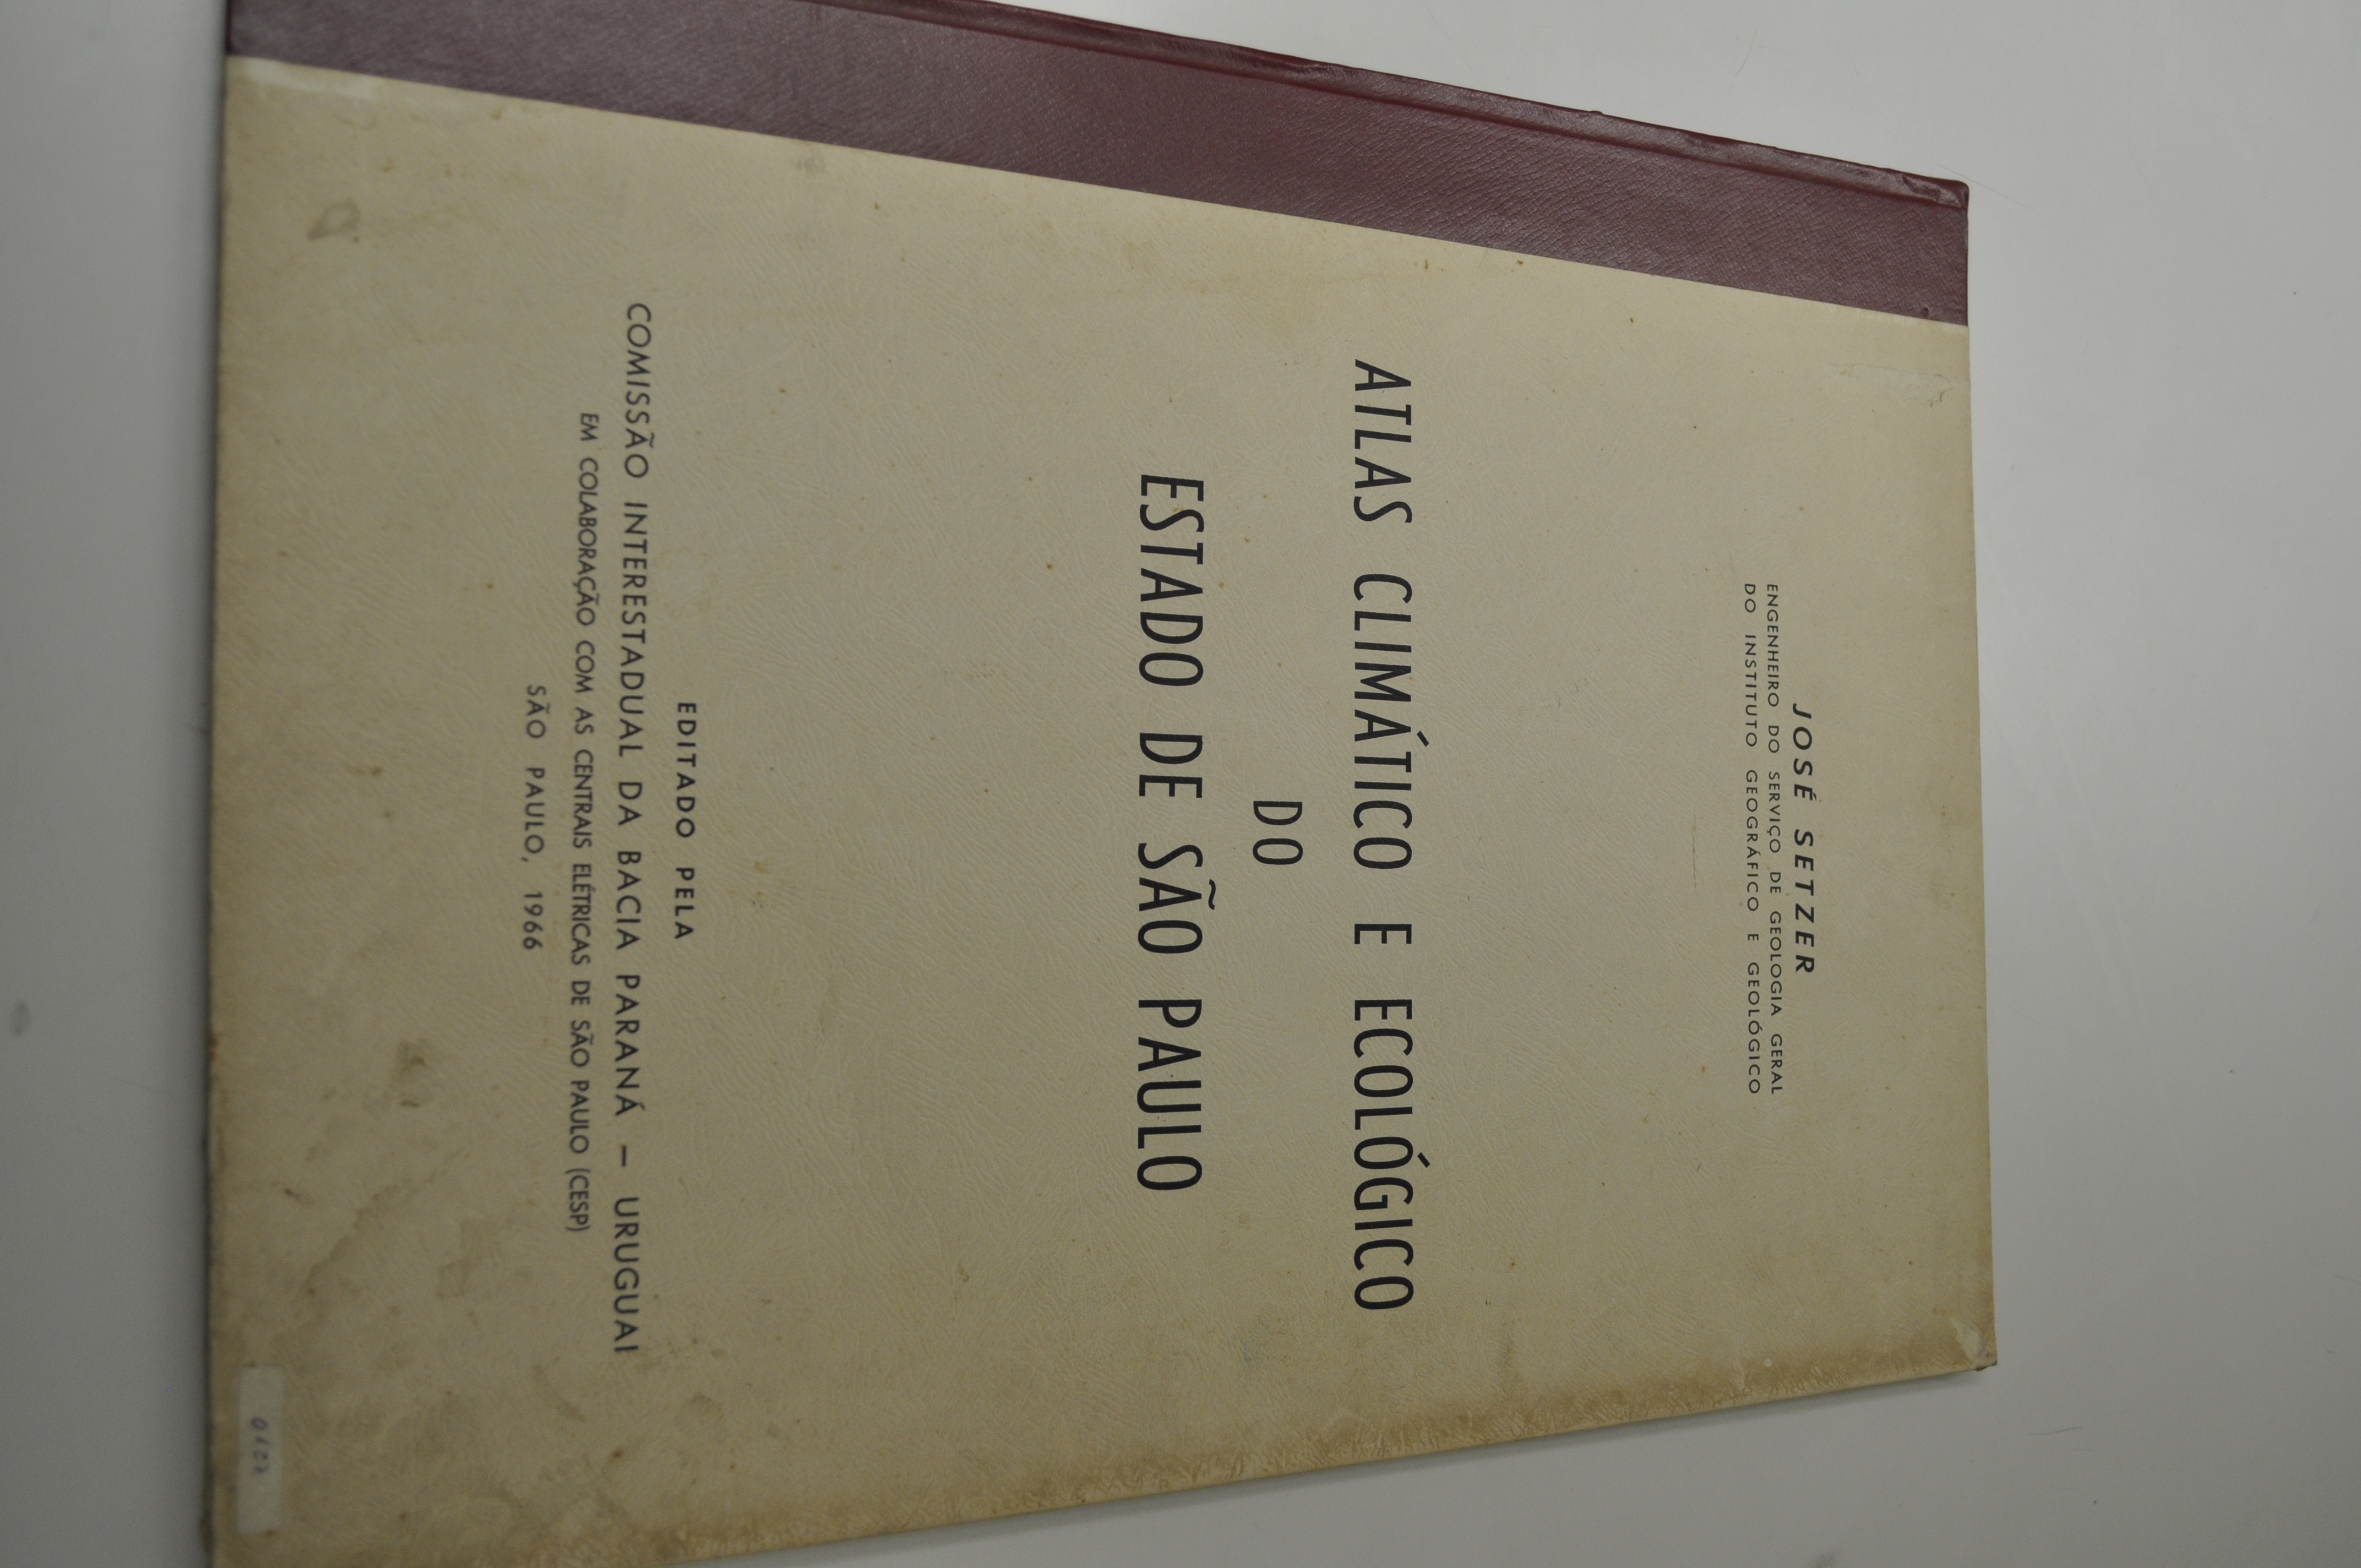 JOSÉ SETZER
ENGENHEIRO DO SERVIÇO DE GEOLOGIA GERAL
DO INSTITUTO GEOGRÁFICO E GEOLÓGICO
ATLAS CLIMÁTICO E ECOLÓGICO
DO
ESTADO DE SÃO PAULO
EDITADO PELA
COMISSÃO INTERESTADUAL DA BACIA PARANÁ – URUGUAI
EM COLABORAÇÃO COM AS CENTRAIS ELÉTRICAS DE SÃO PAULO (CESP)
SÃO PAULO, 1966